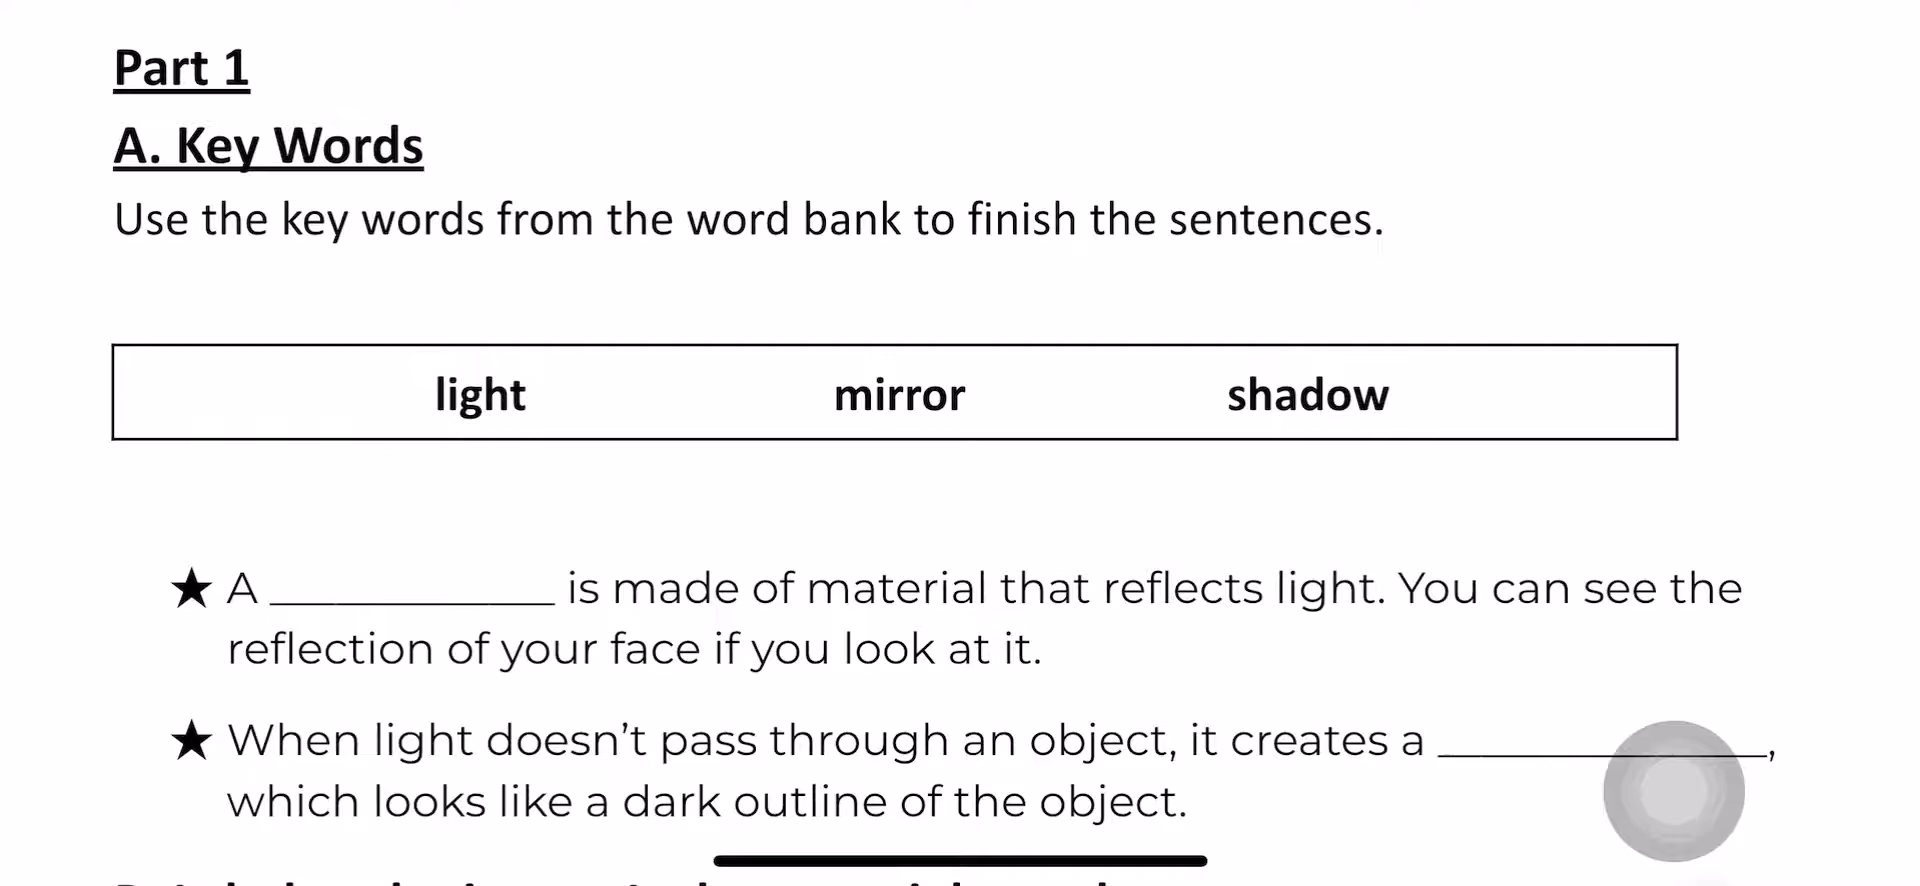 Part 1
A. Key Words
Use the key words from the word bank to finish the sentences.
light mirror shadow
★ A ____________ is made of material that reflects light. You can see the
reflection of your face if you look at it.
★ When light doesn’t pass through an object, it creates a ______________,
which looks like a dark outline of the object.